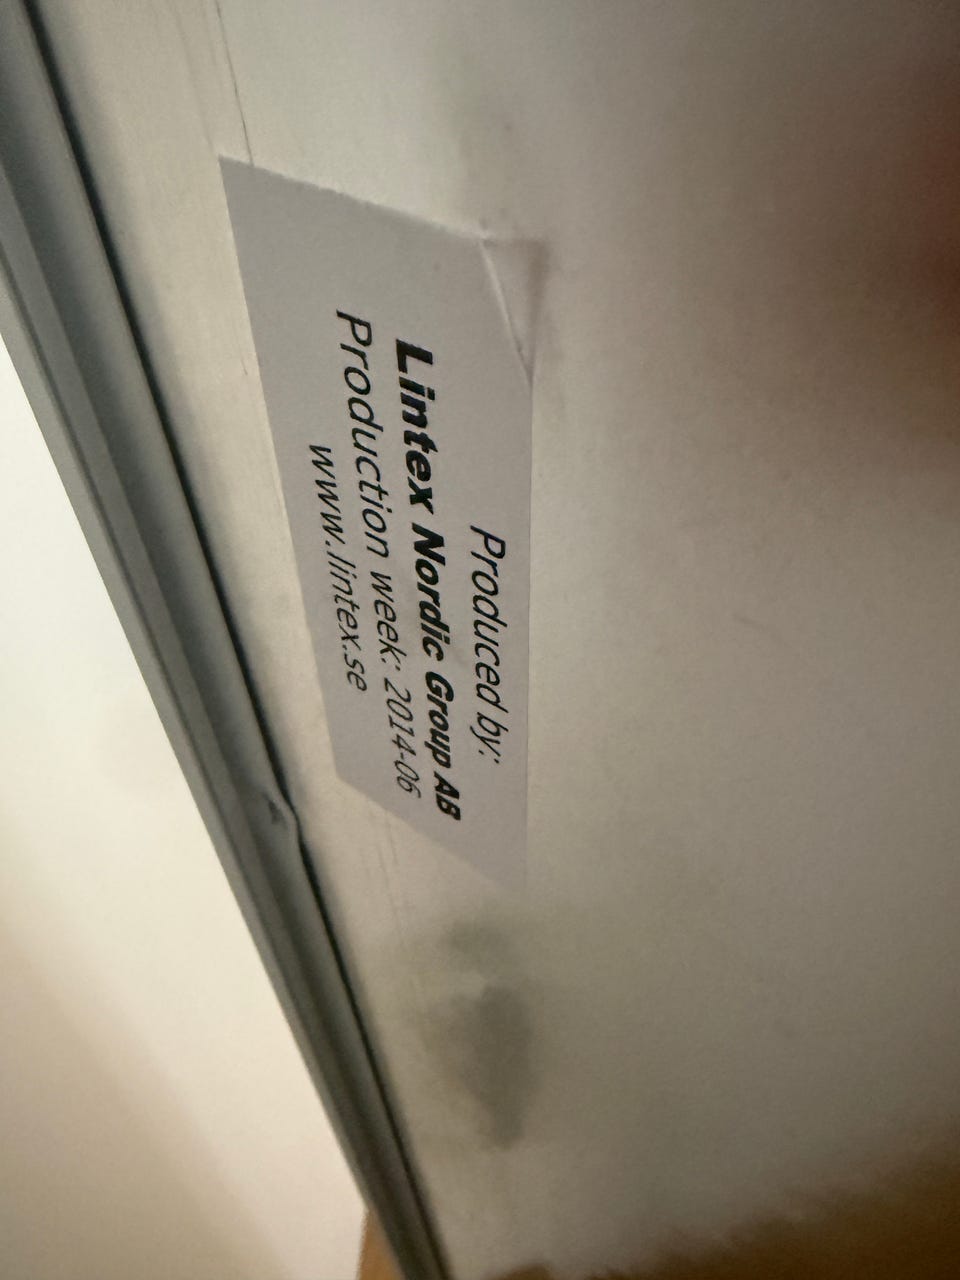 Produced by:
Lintex Nordic Group AB
Production week: 2014-06
www.lintex.se